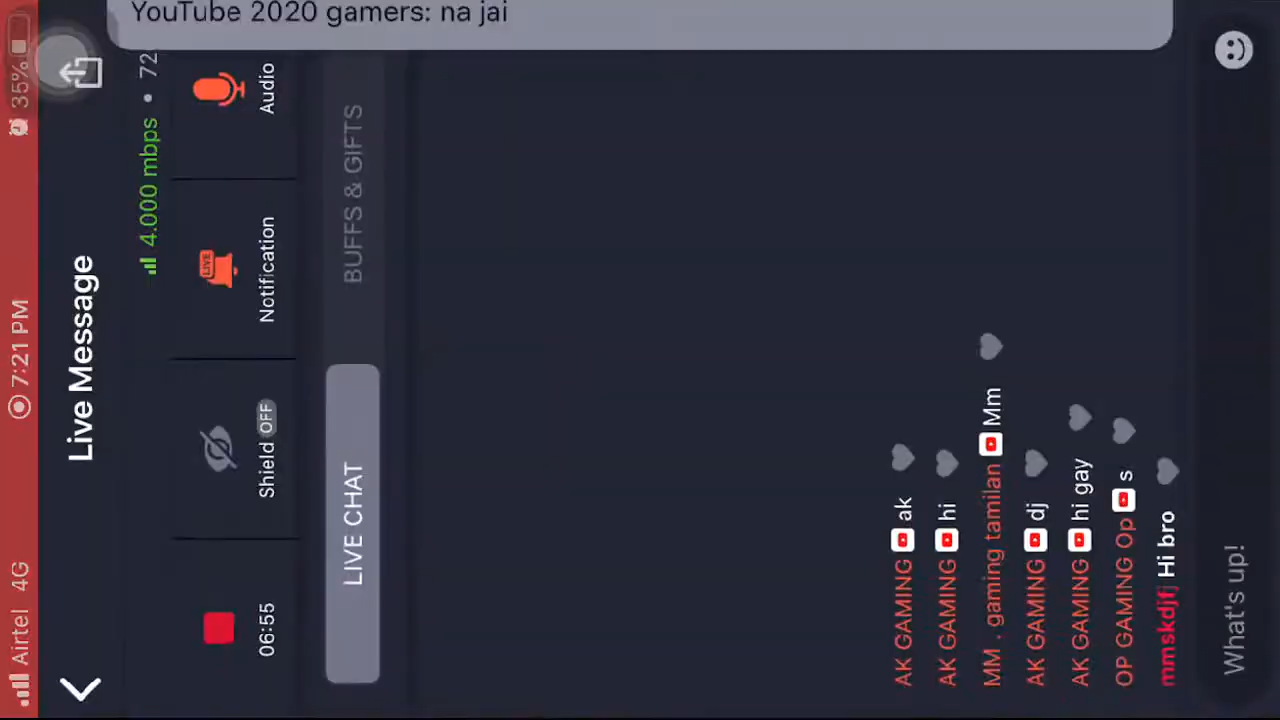 YouTube 2020 gamers: na jai
Airtel 4G 7:21 PM 35%
Live Message
4.000 mbps • 72
06:55
Shield OFF
LIVE
Notification
Audio
LIVE CHAT
BUFFS & GIFTS
AK GAMING ak
AK GAMING hi
MM . gaming tamilan Mm
AK GAMING dj
AK GAMING hi gay
OP GAMING Op s
mmskdjfj Hi bro
What's up!